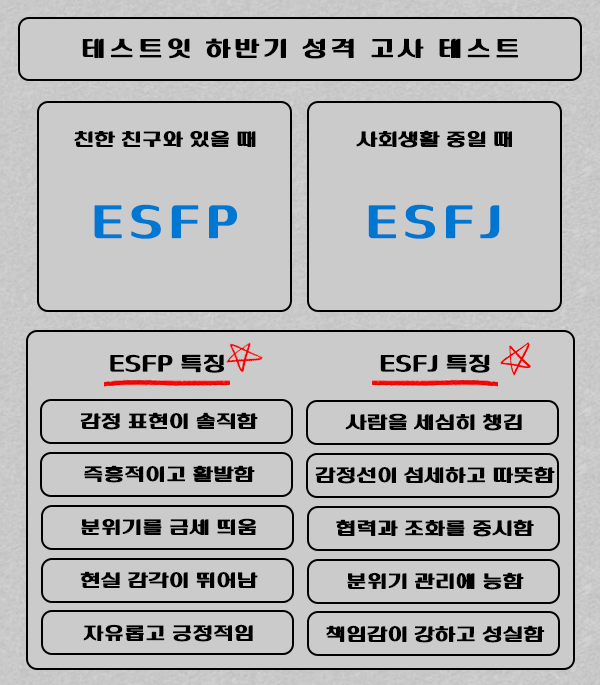 테스트잇 하반기 성격 고사 테스트
친한 친구와 있을 때
ESFP
사회생활 중일 때
ESFJ
ESFP 특징
감정 표현이 솔직함
즉흥적이고 활발함
분위기를 금세 띄움
현실 감각이 뛰어남
자유롭고 긍정적임
ESFJ 특징
사람을 세심히 챙김
감정선이 섬세하고 따뜻함
협력과 조화를 중시함
분위기 관리에 능함
책임감이 강하고 성실함